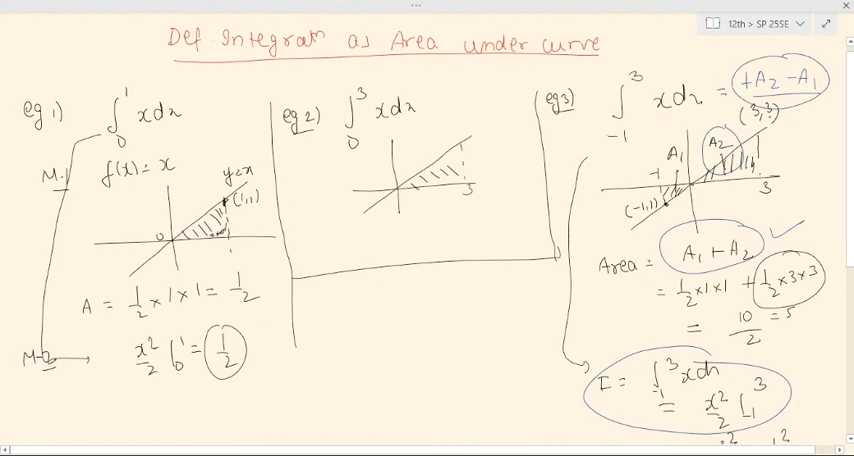 12th > SP 25SE
Def. Integral as Area under curve
eg 1) ∫₀¹ x dx
M-1
f(x) = x
y = x
(1,1)
0
A = 1/2 × 1 × 1 = 1/2
M-2 → x²/2 |₀¹ = 1/2
eg 2) ∫₀³ x dx
3
eg 3) ∫₋₁³ x dx = +A₂ - A₁
(3,3)
A₁ A₂
-1
3
(-1,1)
Area = A₁ + A₂
= 1/2 × 1 × 1 + 1/2 × 3 × 3
= 10/2 = 5
I = ∫₋₁³ x dx
= x²/2 |₋₁³